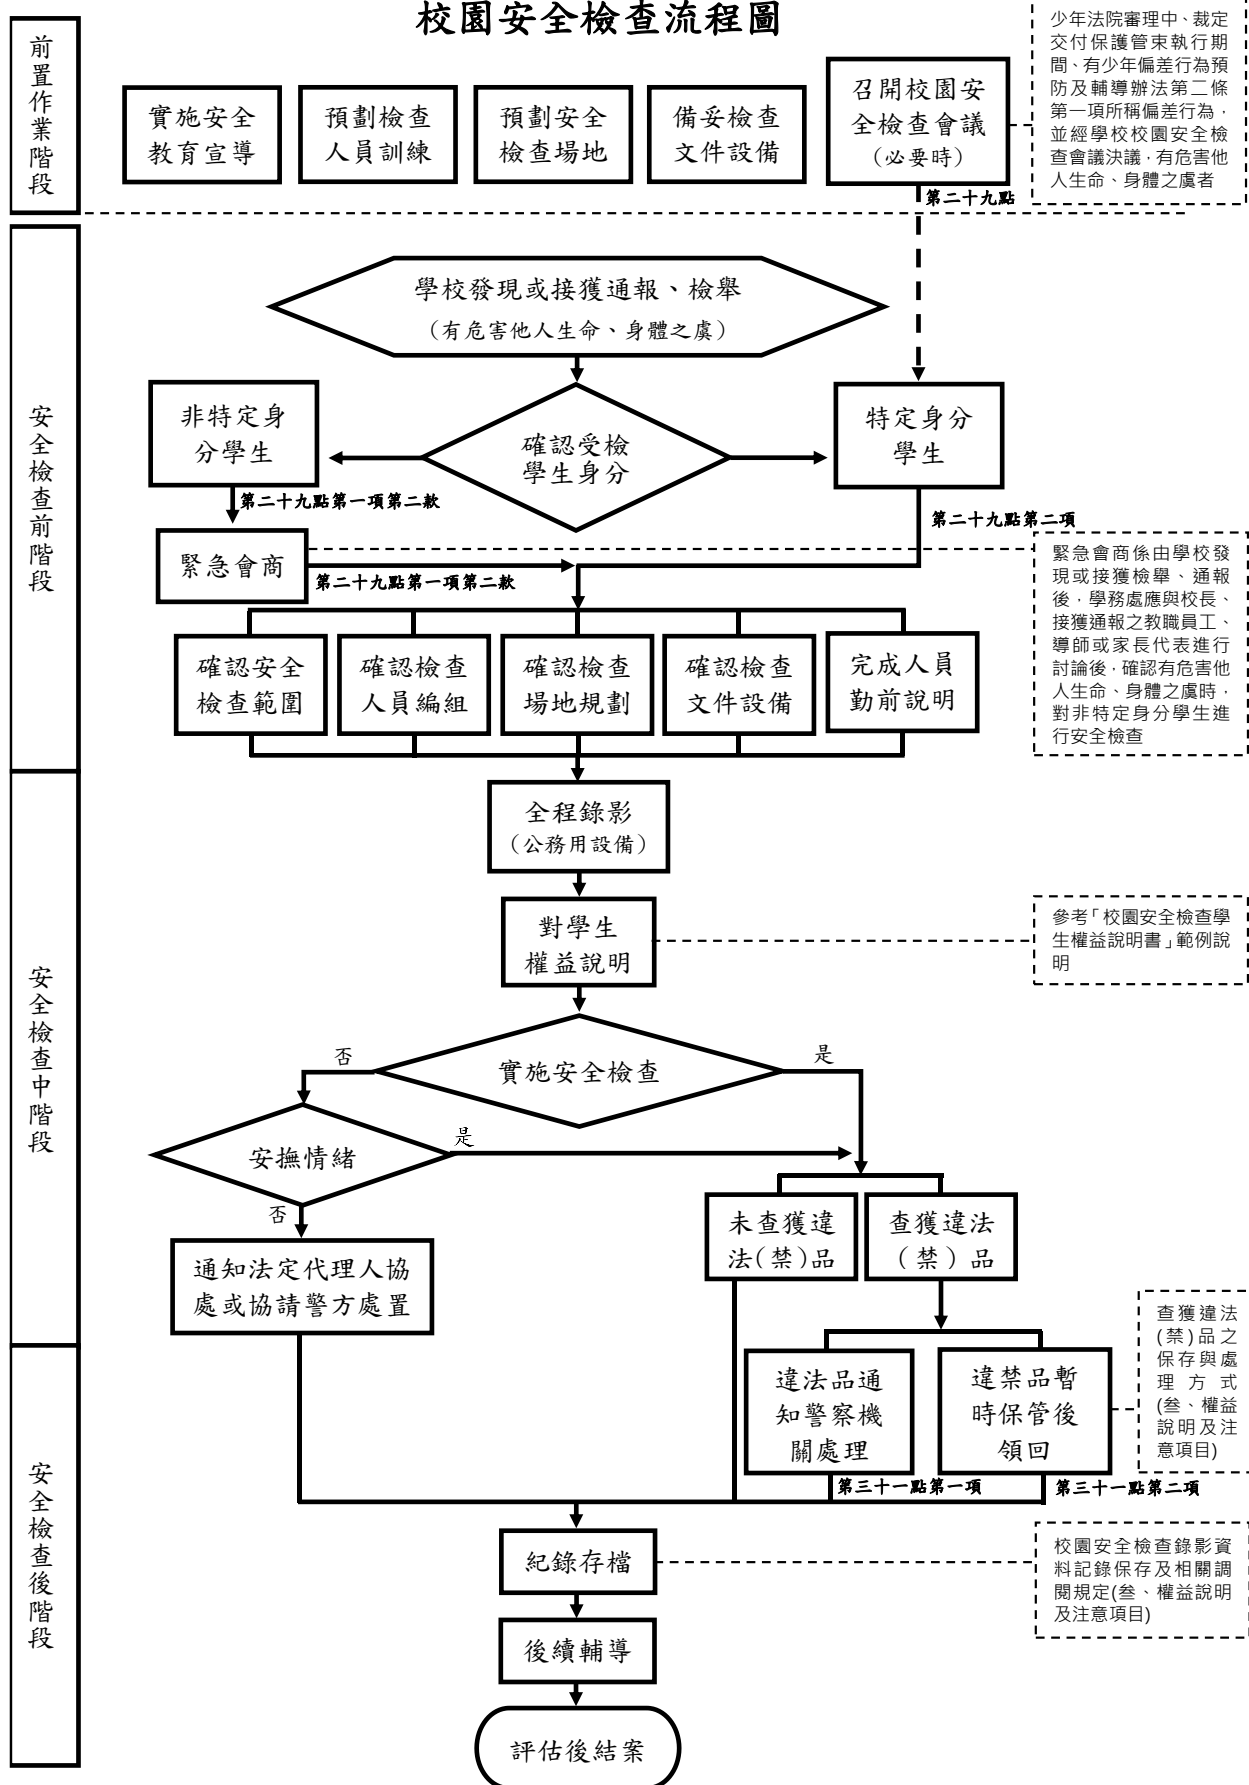 校園安全檢查流程圖
前置作業階段
實施安全
教育宣導
預劃檢查
人員訓練
預劃安全
檢查場地
備妥檢查
文件設備
召開校園安
全檢查會議
（必要時）
少年法院審理中、裁定
交付保護管束執行期
間、有少年偏差行為預
防及輔導辦法第二條
第一項所稱偏差行為，
並經學校校園安全檢
查會議決議，有危害他
人生命、身體之虞者
第二十九點
安全檢查前階段
學校發現或接獲通報、檢舉
（有危害他人生命、身體之虞）
非特定身
分學生
確認受檢
學生身分
特定身分
學生
第二十九點第一項第二款
第二十九點第二項
緊急會商
第二十九點第一項第二款
緊急會商係由學校發
現或接獲檢舉、通報
後，學務處應與校長、
接獲通報之教職員工、
導師或家長代表進行
討論後，確認有危害他
人生命、身體之虞時，
對非特定身分學生進
行安全檢查
確認安全
檢查範圍
確認檢查
人員編組
確認檢查
場地規劃
確認檢查
文件設備
完成人員
勤前說明
安全檢查中階段
全程錄影
（公務用設備）
對學生
權益說明
參考「校園安全檢查學
生權益說明書」範例說
明
實施安全檢查
否
是
安撫情緒
是
否
通知法定代理人協
處或協請警方處置
未查獲違
法(禁)品
查獲違法
（禁）品
安全檢查後階段
違法品通
知警察機
關處理
違禁品暫
時保管後
領回
查獲違法
(禁)品之
保存與處
理方式
(叁、權益
說明及注
意項目)
第三十一點第一項
第三十一點第二項
紀錄存檔
校園安全檢查錄影資
料記錄保存及相關調
閱規定(叁、權益說明
及注意項目)
後續輔導
評估後結案